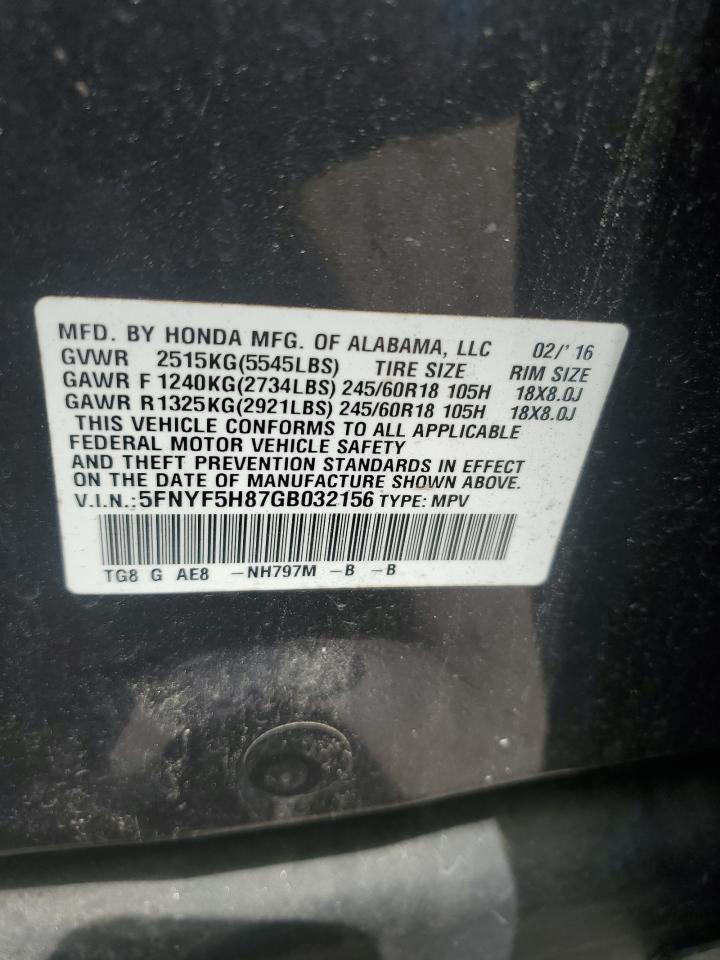 MFD. BY HONDA MFG. OF ALABAMA, LLC 02/'16
GVWR 2515KG(5545LBS) TIRE SIZE RIM SIZE
GAWR F 1240KG(2734LBS) 245/60R18 105H 18X8.0J
GAWR R1325KG(2921LBS) 245/60R18 105H 18X8.0J
THIS VEHICLE CONFORMS TO ALL APPLICABLE
FEDERAL MOTOR VEHICLE SAFETY
AND THEFT PREVENTION STANDARDS IN EFFECT
ON THE DATE OF MANUFACTURE SHOWN ABOVE.
V.I.N.:5FNYF5H87GB032156 TYPE: MPV
TG8 G AE8 -NH797M -B -B